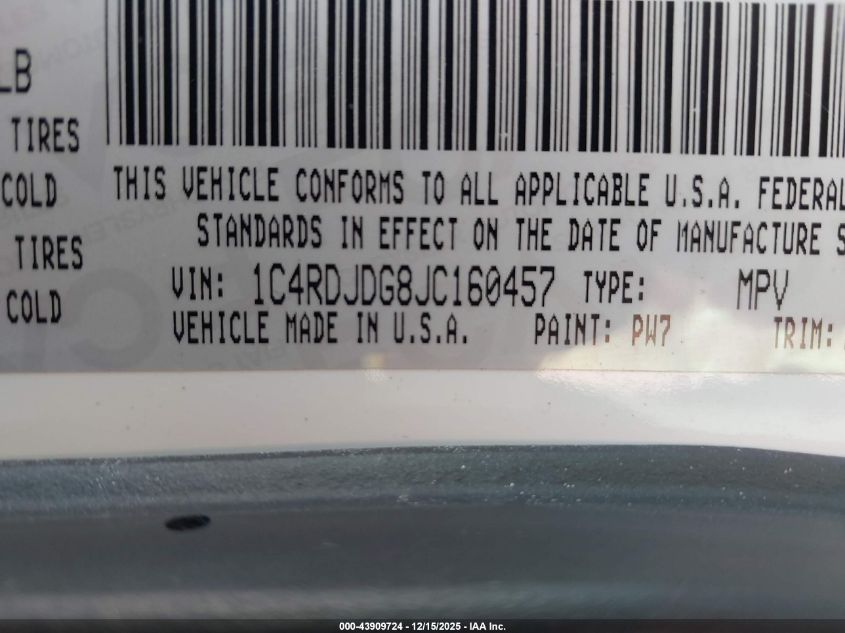 LB
TIRES
COLD
TIRES
COLD
THIS VEHICLE CONFORMS TO ALL APPLICABLE U.S.A. FEDERAL
STANDARDS IN EFFECT ON THE DATE OF MANUFACTURE S
VIN: 1C4RDJDG8JC160457 TYPE: MPV
VEHICLE MADE IN U.S.A. PAINT: PW7 TRIM:
000-43909724 - 12/15/2025 - IAA Inc.